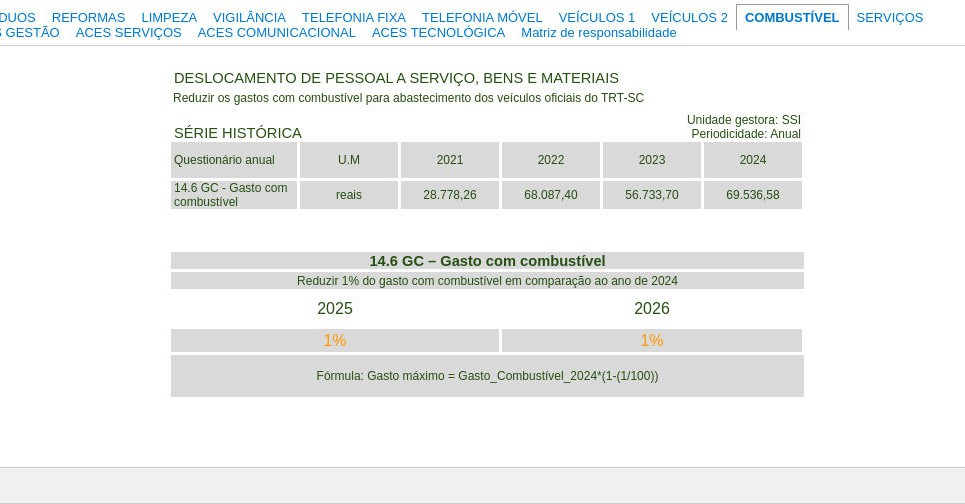 DUOS REFORMAS LIMPEZA VIGILÂNCIA TELEFONIA FIXA TELEFONIA MÓVEL VEÍCULOS 1 VEÍCULOS 2 COMBUSTÍVEL SERVIÇOS
GESTÃO ACES SERVIÇOS ACES COMUNICACIONAL ACES TECNOLÓGICA Matriz de responsabilidade
DESLOCAMENTO DE PESSOAL A SERVIÇO, BENS E MATERIAIS
Reduzir os gastos com combustível para abastecimento dos veículos oficiais do TRT-SC
Unidade gestora: SSI
SÉRIE HISTÓRICA Periodicidade: Anual
Questionário anual U.M 2021 2022 2023 2024
14.6 GC - Gasto com
combustível reais 28.778,26 68.087,40 56.733,70 69.536,58
14.6 GC – Gasto com combustível
Reduzir 1% do gasto com combustível em comparação ao ano de 2024
2025 2026
1% 1%
Fórmula: Gasto máximo = Gasto_Combustível_2024*(1-(1/100))